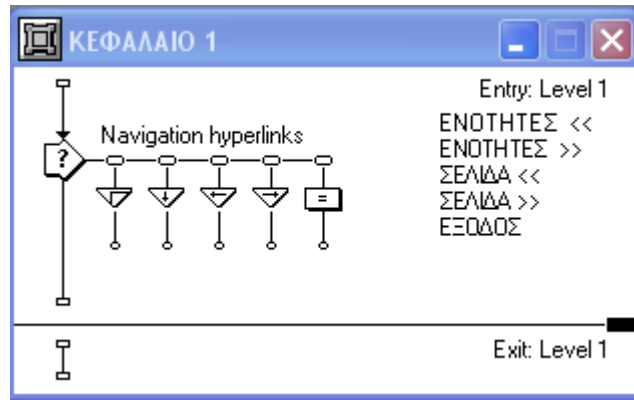 ΚΕΦΑΛΑΙΟ 1
Entry: Level 1
?
Navigation hyperlinks
=
ΕΝΟΤΗΤΕΣ <<
ΕΝΟΤΗΤΕΣ >>
ΣΕΛΙΔΑ <<
ΣΕΛΙΔΑ >>
ΕΞΟΔΟΣ
Exit: Level 1